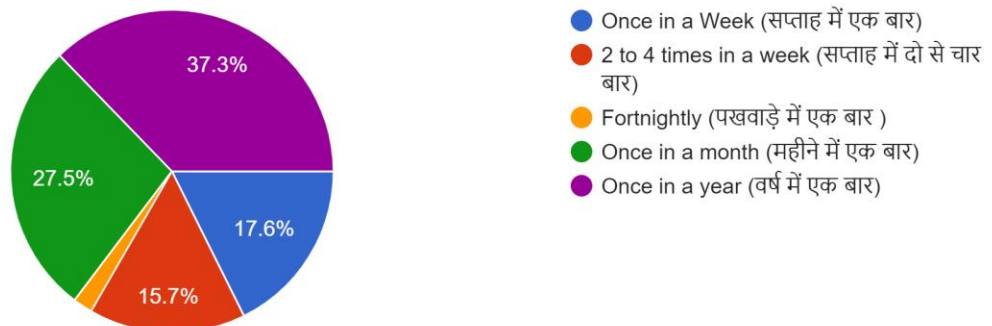 37.3%
27.5%
17.6%
15.7%
Once in a Week (सप्ताह में एक बार)
2 to 4 times in a week (सप्ताह में दो से चार
बार)
Fortnightly (पखवाड़े में एक बार )
Once in a month (महीने में एक बार)
Once in a year (वर्ष में एक बार)